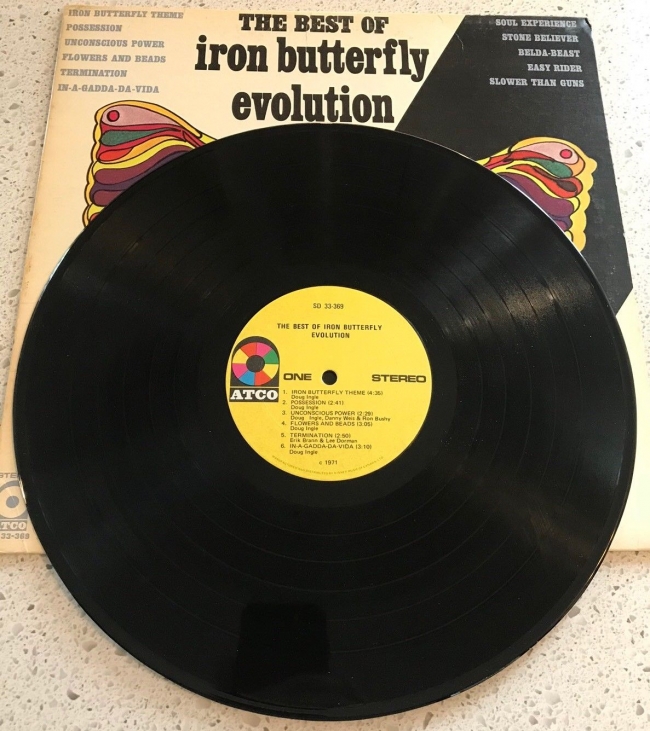 IRON BUTTERFLY THEME
POSSESSION
UNCONSCIOUS POWER
FLOWERS AND BEADS
TERMINATION
IN-A-GADDA-DA-VIDA
THE BEST OF
iron butterfly
evolution
SOUL EXPERIENCE
STONE BELIEVER
BELDA-BEAST
EASY RIDER
SLOWER THAN GUNS
SD 33-369
THE BEST OF IRON BUTTERFLY
EVOLUTION
ATCO
ONE
STEREO
1. IRON BUTTERFLY THEME (4:35)
Doug Ingle
2. POSSESSION (2:41)
Doug Ingle
3. UNCONSCIOUS POWER (2:29)
Doug Ingle, Danny Weis & Ron Bushy
4. FLOWERS AND BEADS (3:05)
Doug Ingle
5. TERMINATION (2:50)
Erik Brann & Lee Dorman
6. IN-A-GADDA-DA-VIDA (3:10)
Doug Ingle
c 1971
STE
ATCO
33-369